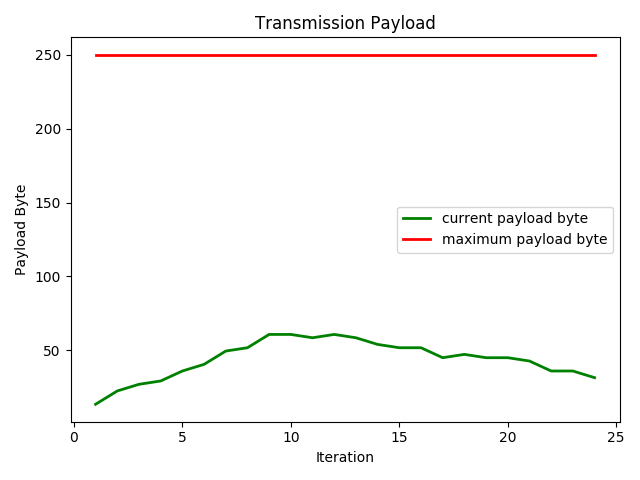 Transmission Payload
250
200
150
100
50
Payload Byte
current payload byte
maximum payload byte
0 5 10 15 20 25
Iteration